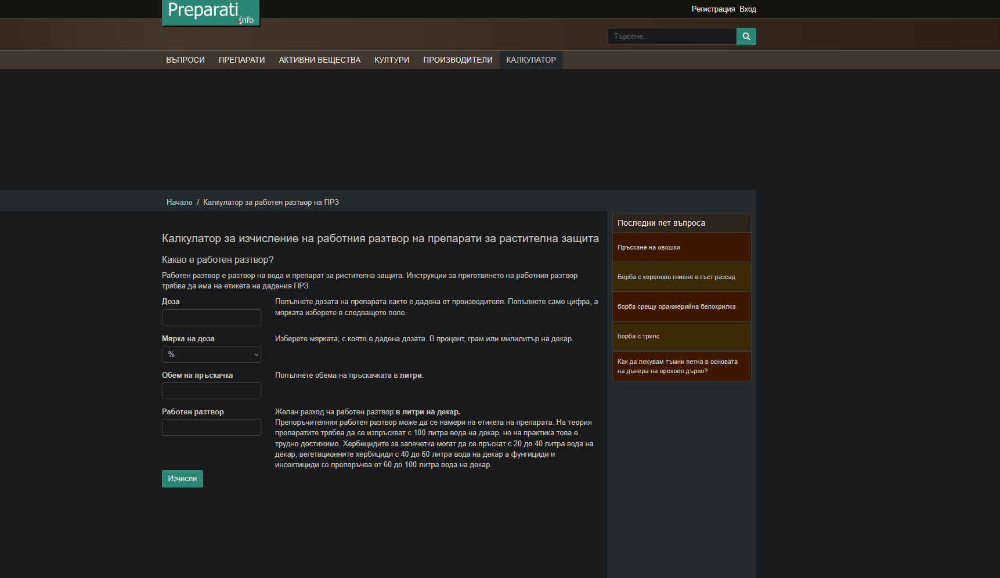 Preparati
info
Регистрация Вход
Търсене...
ВЪПРОСИ ПРЕПАРАТИ АКТИВНИ ВЕЩЕСТВА КУЛТУРИ ПРОИЗВОДИТЕЛИ КАЛКУЛАТОР
Начало / Калкулатор за работен разтвор на ПРЗ
Калкулатор за изчисление на работния разтвор на препарати за растителна защита
Какво е работен разтвор?
Работен разтвор е разтвор на вода и препарат за риститeлна защита. Инструкции за приготвянето на работния разтвор
трябва да има на етикета на дадения ПРЗ.
Доза
Попълнете дозата на препарата както е дадена от производителя. Попълнете само цифра, а
мярката изберете в следващото поле.
Мярка на доза
Изберете мярката, с която е дадена дозата. В процент, грам или милилитър на декар.
%
Обем на пръскачка
Попълнете обема на пръскачката в литри.
Работен разтвор
Желан разход на работен разтвор в литри на декар.
Препоръчителния работен разтвор може да се намери на етикета на препарата. На теория
препаратите трябва да се изпръскват с 100 литра вода на декар, но на практика това е
трудно достижимо. Хербицидите за запечетка могат да се пръскат с 20 до 40 литра вода на
декар, вегетационните хербициди с 40 до 60 литра вода на декар а фунгициди и
инсектициди се препоръчва от 60 до 100 литра вода на декар.
Изчисли
Последни пет въпроса
Пръскане на овошки
Борба с кореново гниене в гъст разсад
борба срещу оранжерийна белокрилка
борба с трипс
Как да лекувам тъмни петна в основата
на дънера на орехово дърво?